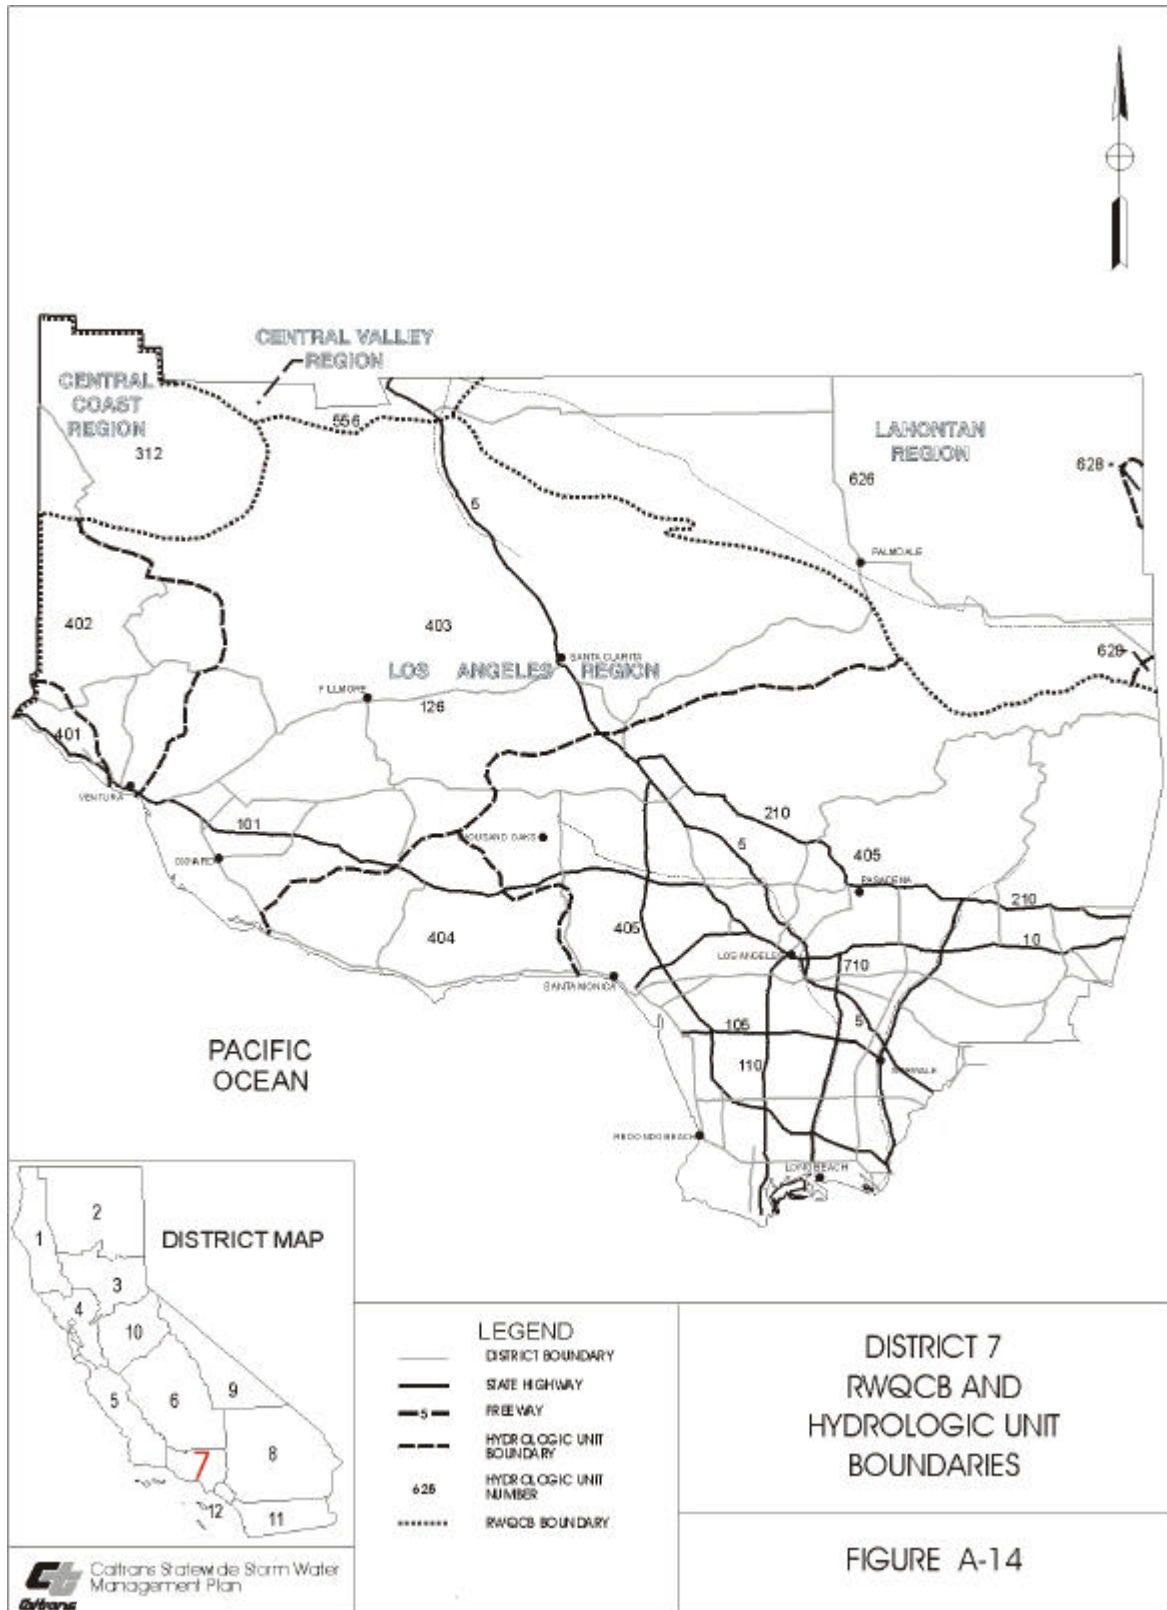 CENTRAL VALLEY
REGION
CENTRAL
COAST
REGION
312
556
LAHONTAN
REGION
626
628
5
PALMDALE
402
403
SANTA CLARITA
LOS ANGELES REGION
628
FILLMORE
126
401
VENTURA
101
210
THOUSAND OAKS
5
405
OXNARD
PASADENA
210
404
405
10
LOS ANGELES
710
SANTA MONICA
105
5
PACIFIC
OCEAN
110
NORWALK
REDONDO BEACH
LONG BEACH
DISTRICT MAP
1
2
3
4
10
5
6
9
7
8
12
11
LEGEND
DISTRICT BOUNDARY
STATE HIGHWAY
5
FREEWAY
HYDROLOGIC UNIT
BOUNDARY
626
HYDROLOGIC UNIT
NUMBER
RWQCB BOUNDARY
DISTRICT 7
RWQCB AND
HYDROLOGIC UNIT
BOUNDARIES
FIGURE A-14
Caltrans Statewide Storm Water
Management Plan
Caltrans